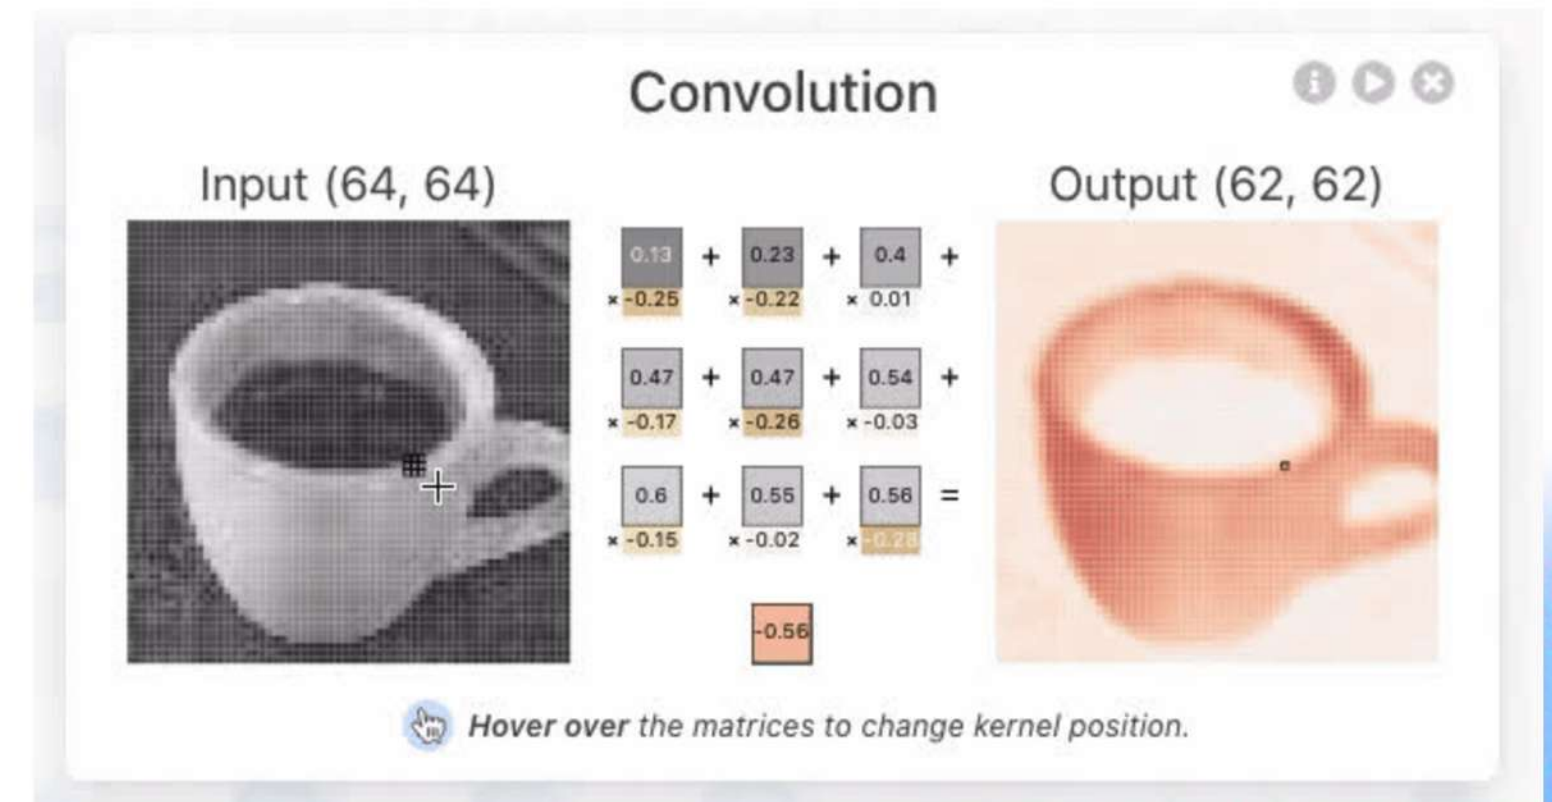 Convolution
Input (64, 64)
Output (62, 62)
0.13 + 0.23 + 0.4 +
× -0.25 × -0.22 × 0.01
0.47 + 0.47 + 0.54 +
× -0.17 × -0.26 × -0.03
0.6 + 0.55 + 0.56 =
× -0.15 × -0.02 × -0.28
-0.56
Hover over the matrices to change kernel position.